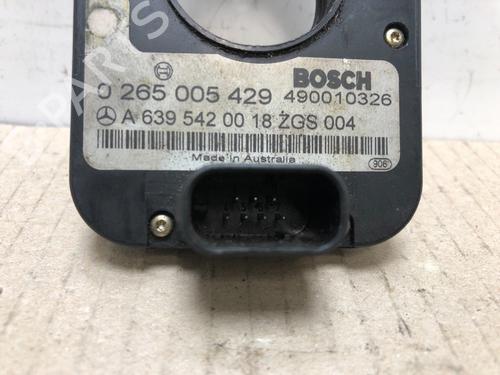 BOSCH
0 265 005 429 490010326
A 639 542 00 18 ZGS 004
Made in Australia
906